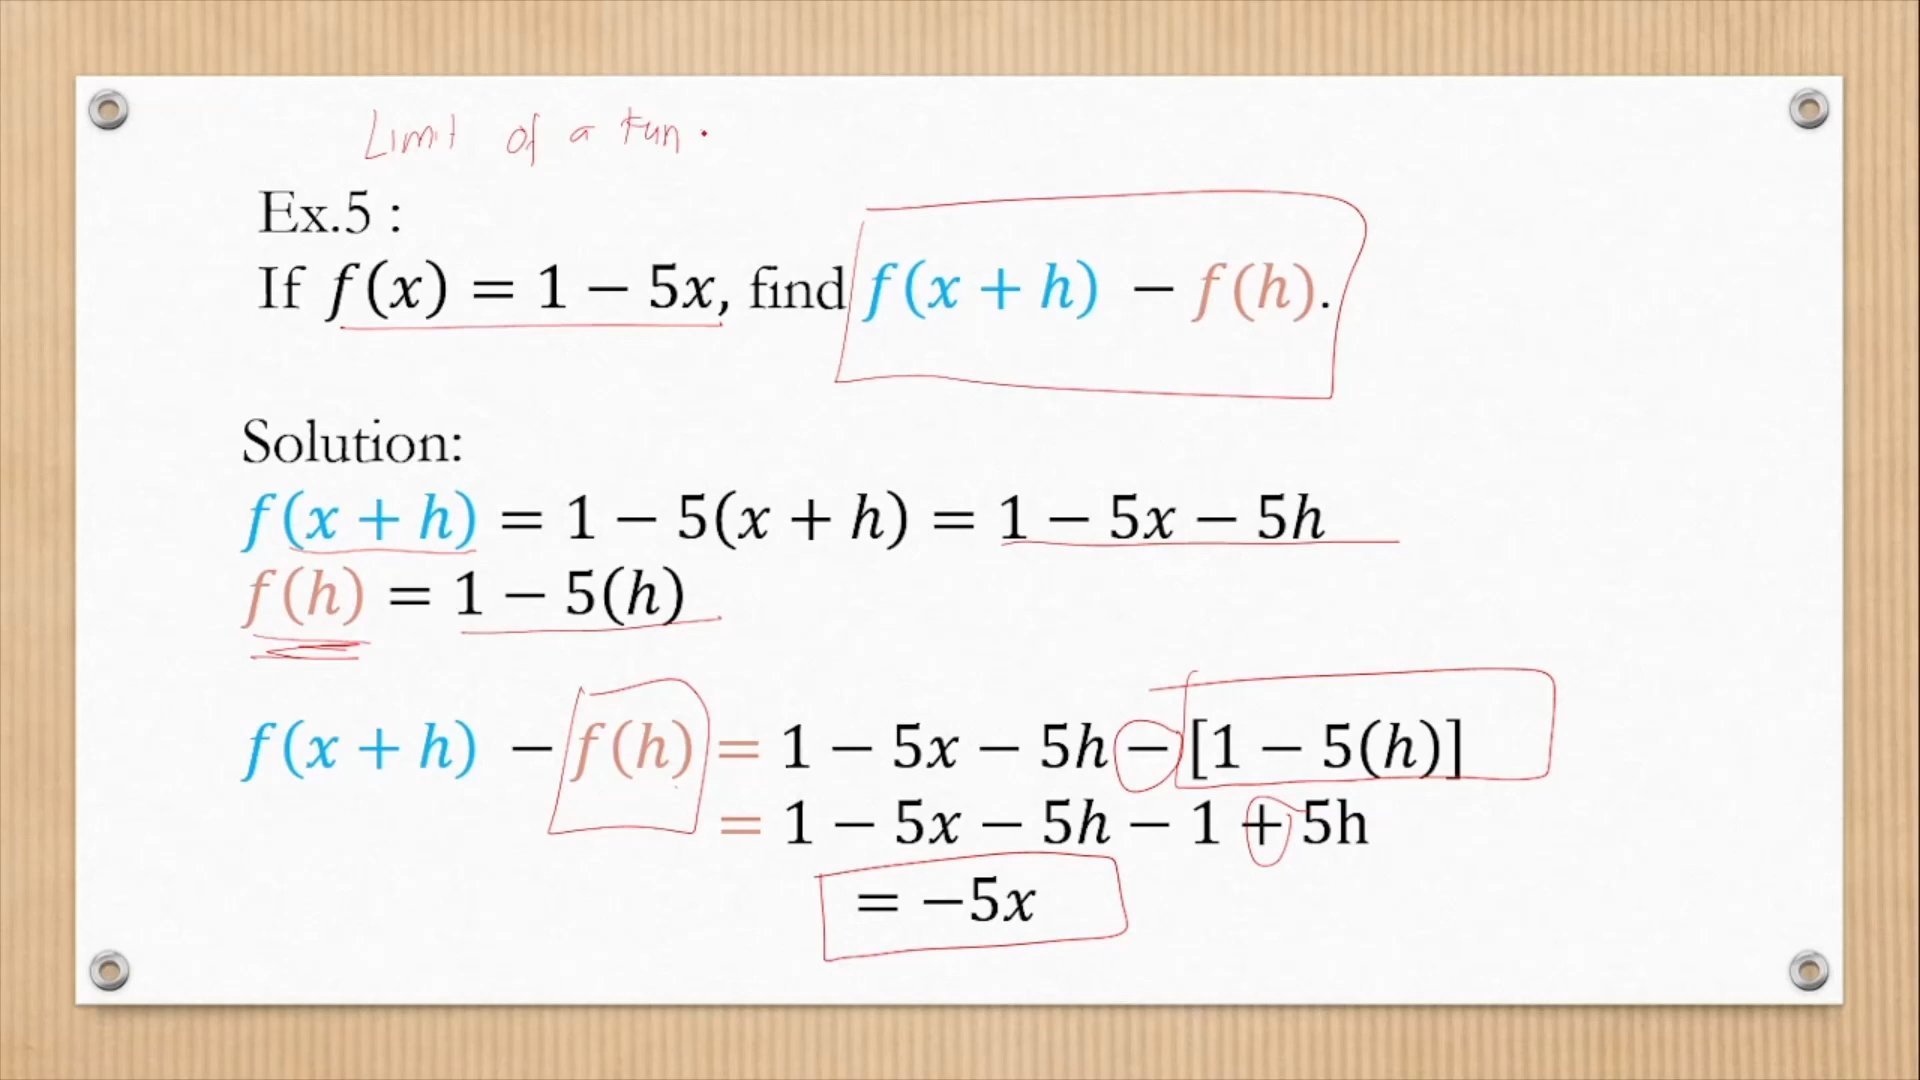 Limit of a fun.
Ex.5 :
If f(x) = 1 − 5x, find f(x + h) − f(h).
Solution:
f(x + h) = 1 − 5(x + h) = 1 − 5x − 5h
f(h) = 1 − 5(h)
f(x + h) − f(h) = 1 − 5x − 5h − [1 − 5(h)]
= 1 − 5x − 5h − 1 + 5h
= −5x